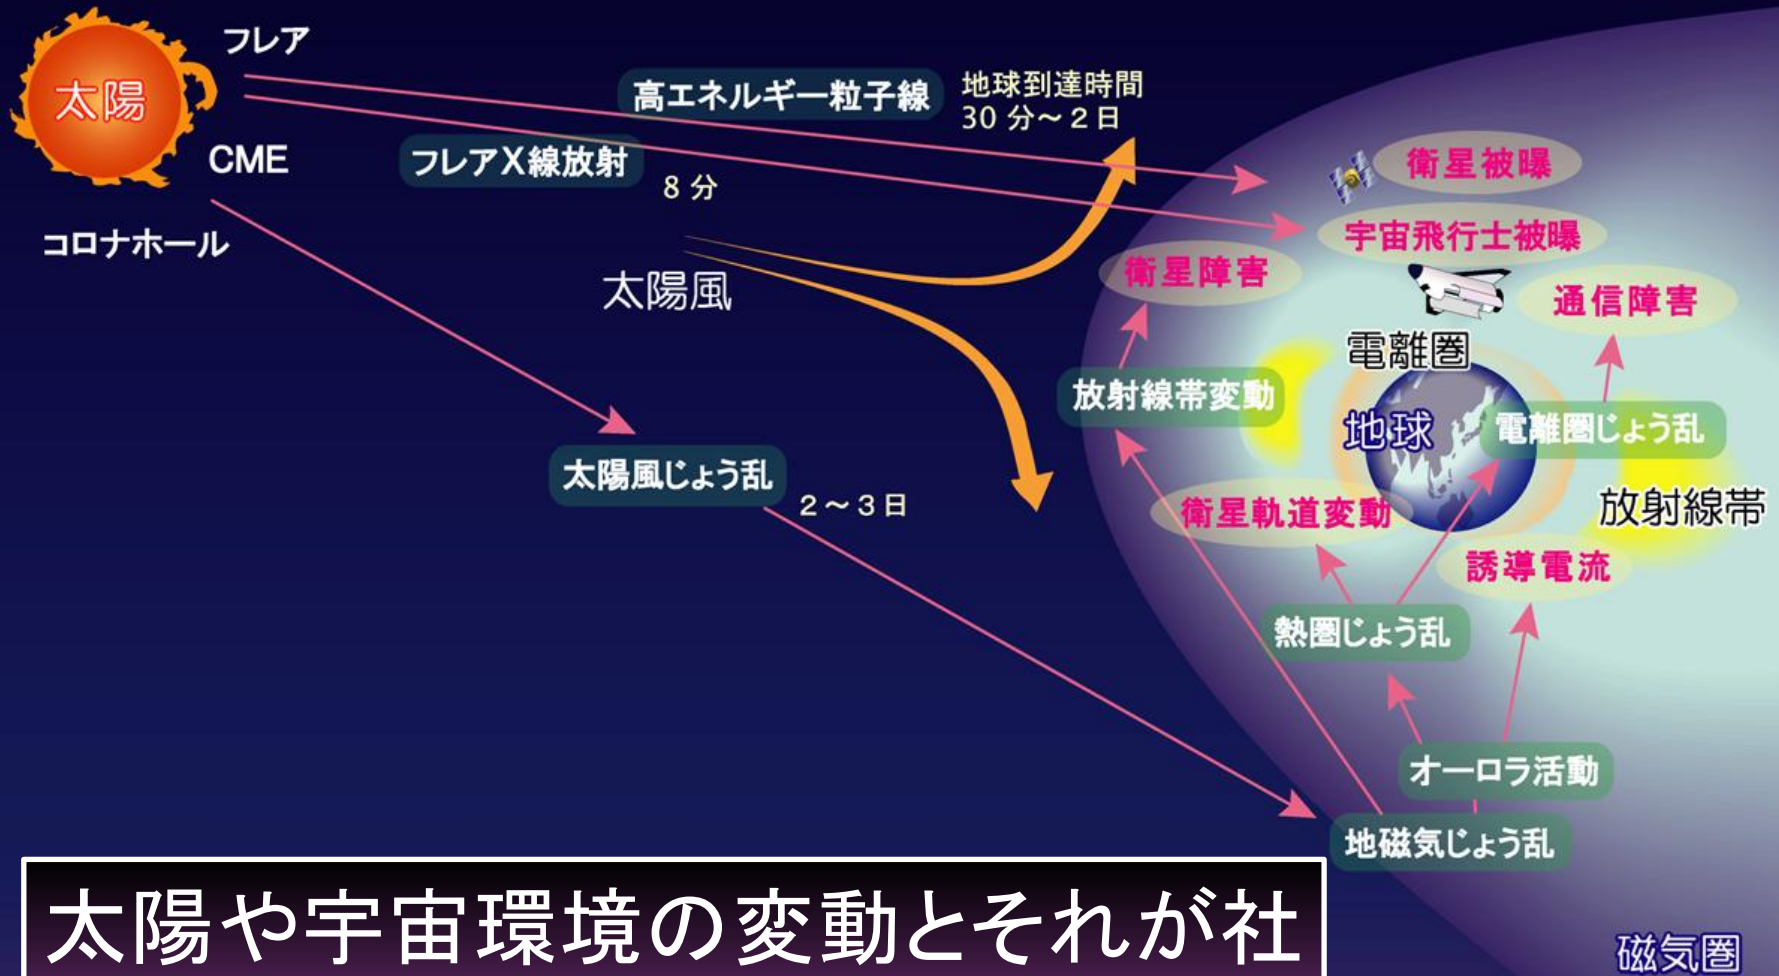 フレア
太陽
高エネルギー粒子線
地球到達時間
30 分～2 日
CME
フレアX線放射
8 分
衛星被曝
コロナホール
宇宙飛行士被曝
衛星障害
太陽風
通信障害
電離圏
放射線帯変動
地球
電離圏じょう乱
太陽風じょう乱
2～3 日
衛星軌道変動
放射線帯
誘導電流
熱圏じょう乱
オーロラ活動
地磁気じょう乱
太陽や宇宙環境の変動とそれが社
磁気圏